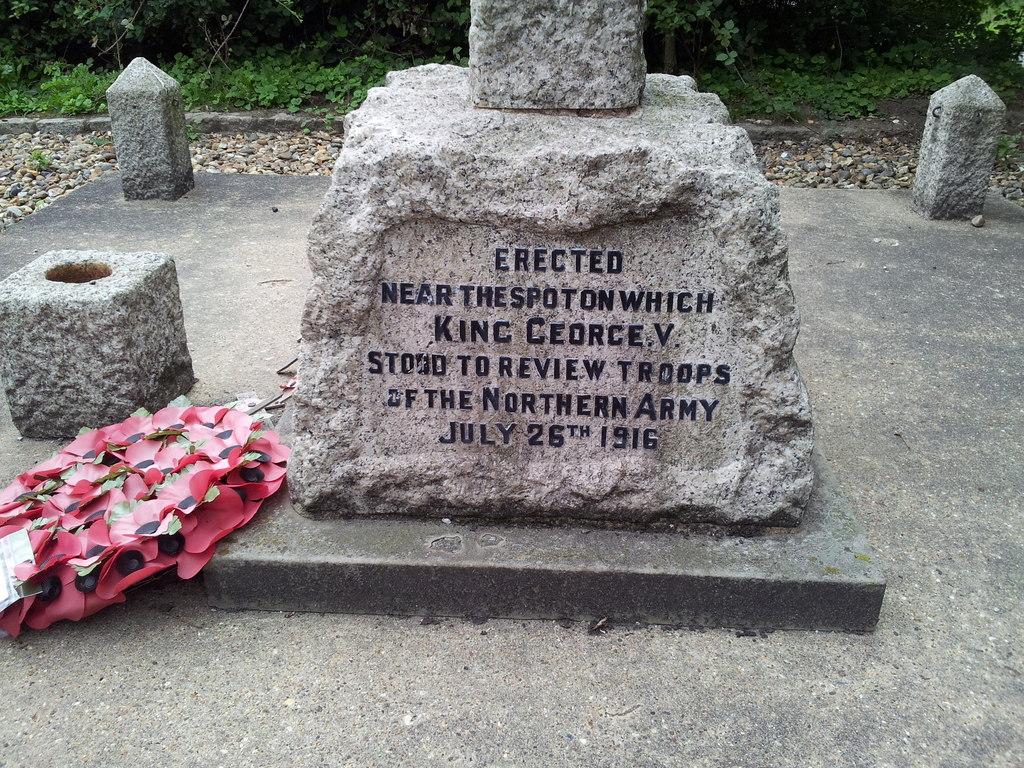 ERECTED
NEAR THE SPOT ON WHICH
KING GEORGE.V.
STOOD TO REVIEW TROOPS
OF THE NORTHERN ARMY
JULY 26TH 1916